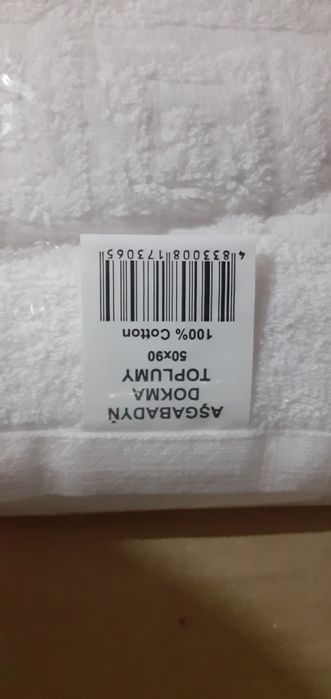 AŞGABADYŇ
DOKMA
TOPLUMY
50x90
100% Cotton
4 833008 173065